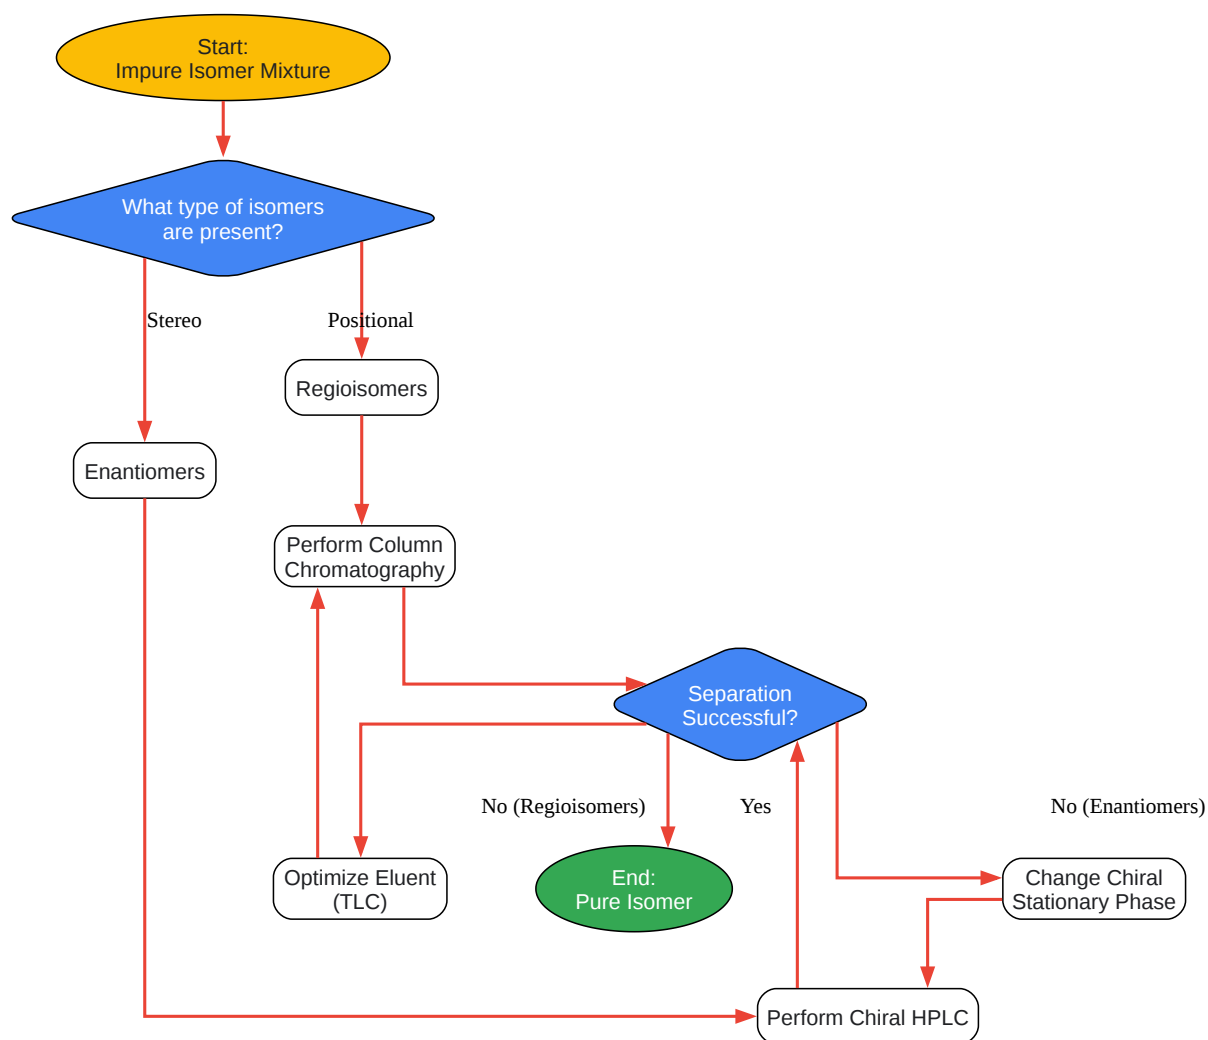 Start:
Impure Isomer Mixture
What type of isomers
are present?
Stereo
Positional
Regioisomers
Enantiomers
Perform Column
Chromatography
Separation
Successful?
No (Regioisomers)
Yes
No (Enantiomers)
Optimize Eluent
(TLC)
End:
Pure Isomer
Change Chiral
Stationary Phase
Perform Chiral HPLC